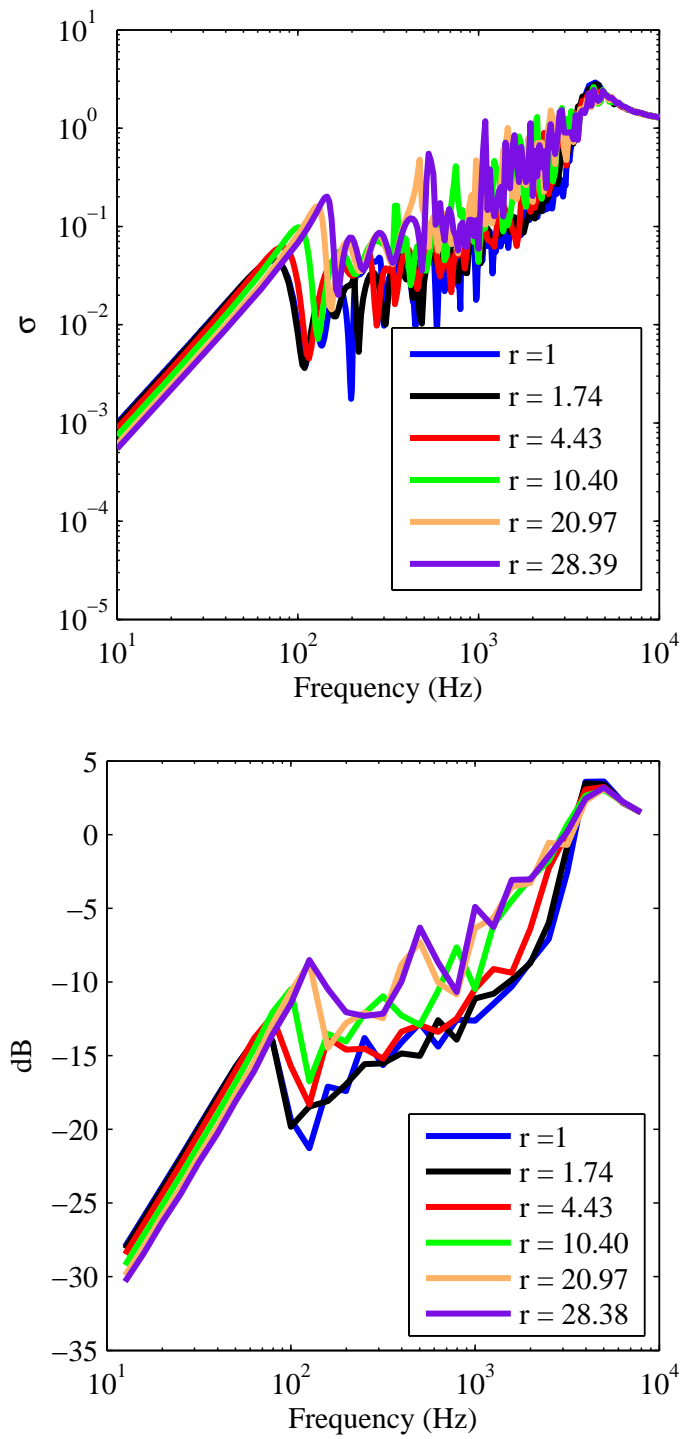 10^1
10^0
10^-1
10^-2
10^-3
10^-4
10^-5
σ
r =1
r = 1.74
r = 4.43
r = 10.40
r = 20.97
r = 28.39
10^1 10^2 10^3 10^4
Frequency (Hz)
5
0
−5
−10
−15
−20
−25
−30
−35
dB
r =1
r = 1.74
r = 4.43
r = 10.40
r = 20.97
r = 28.38
10^1 10^2 10^3 10^4
Frequency (Hz)